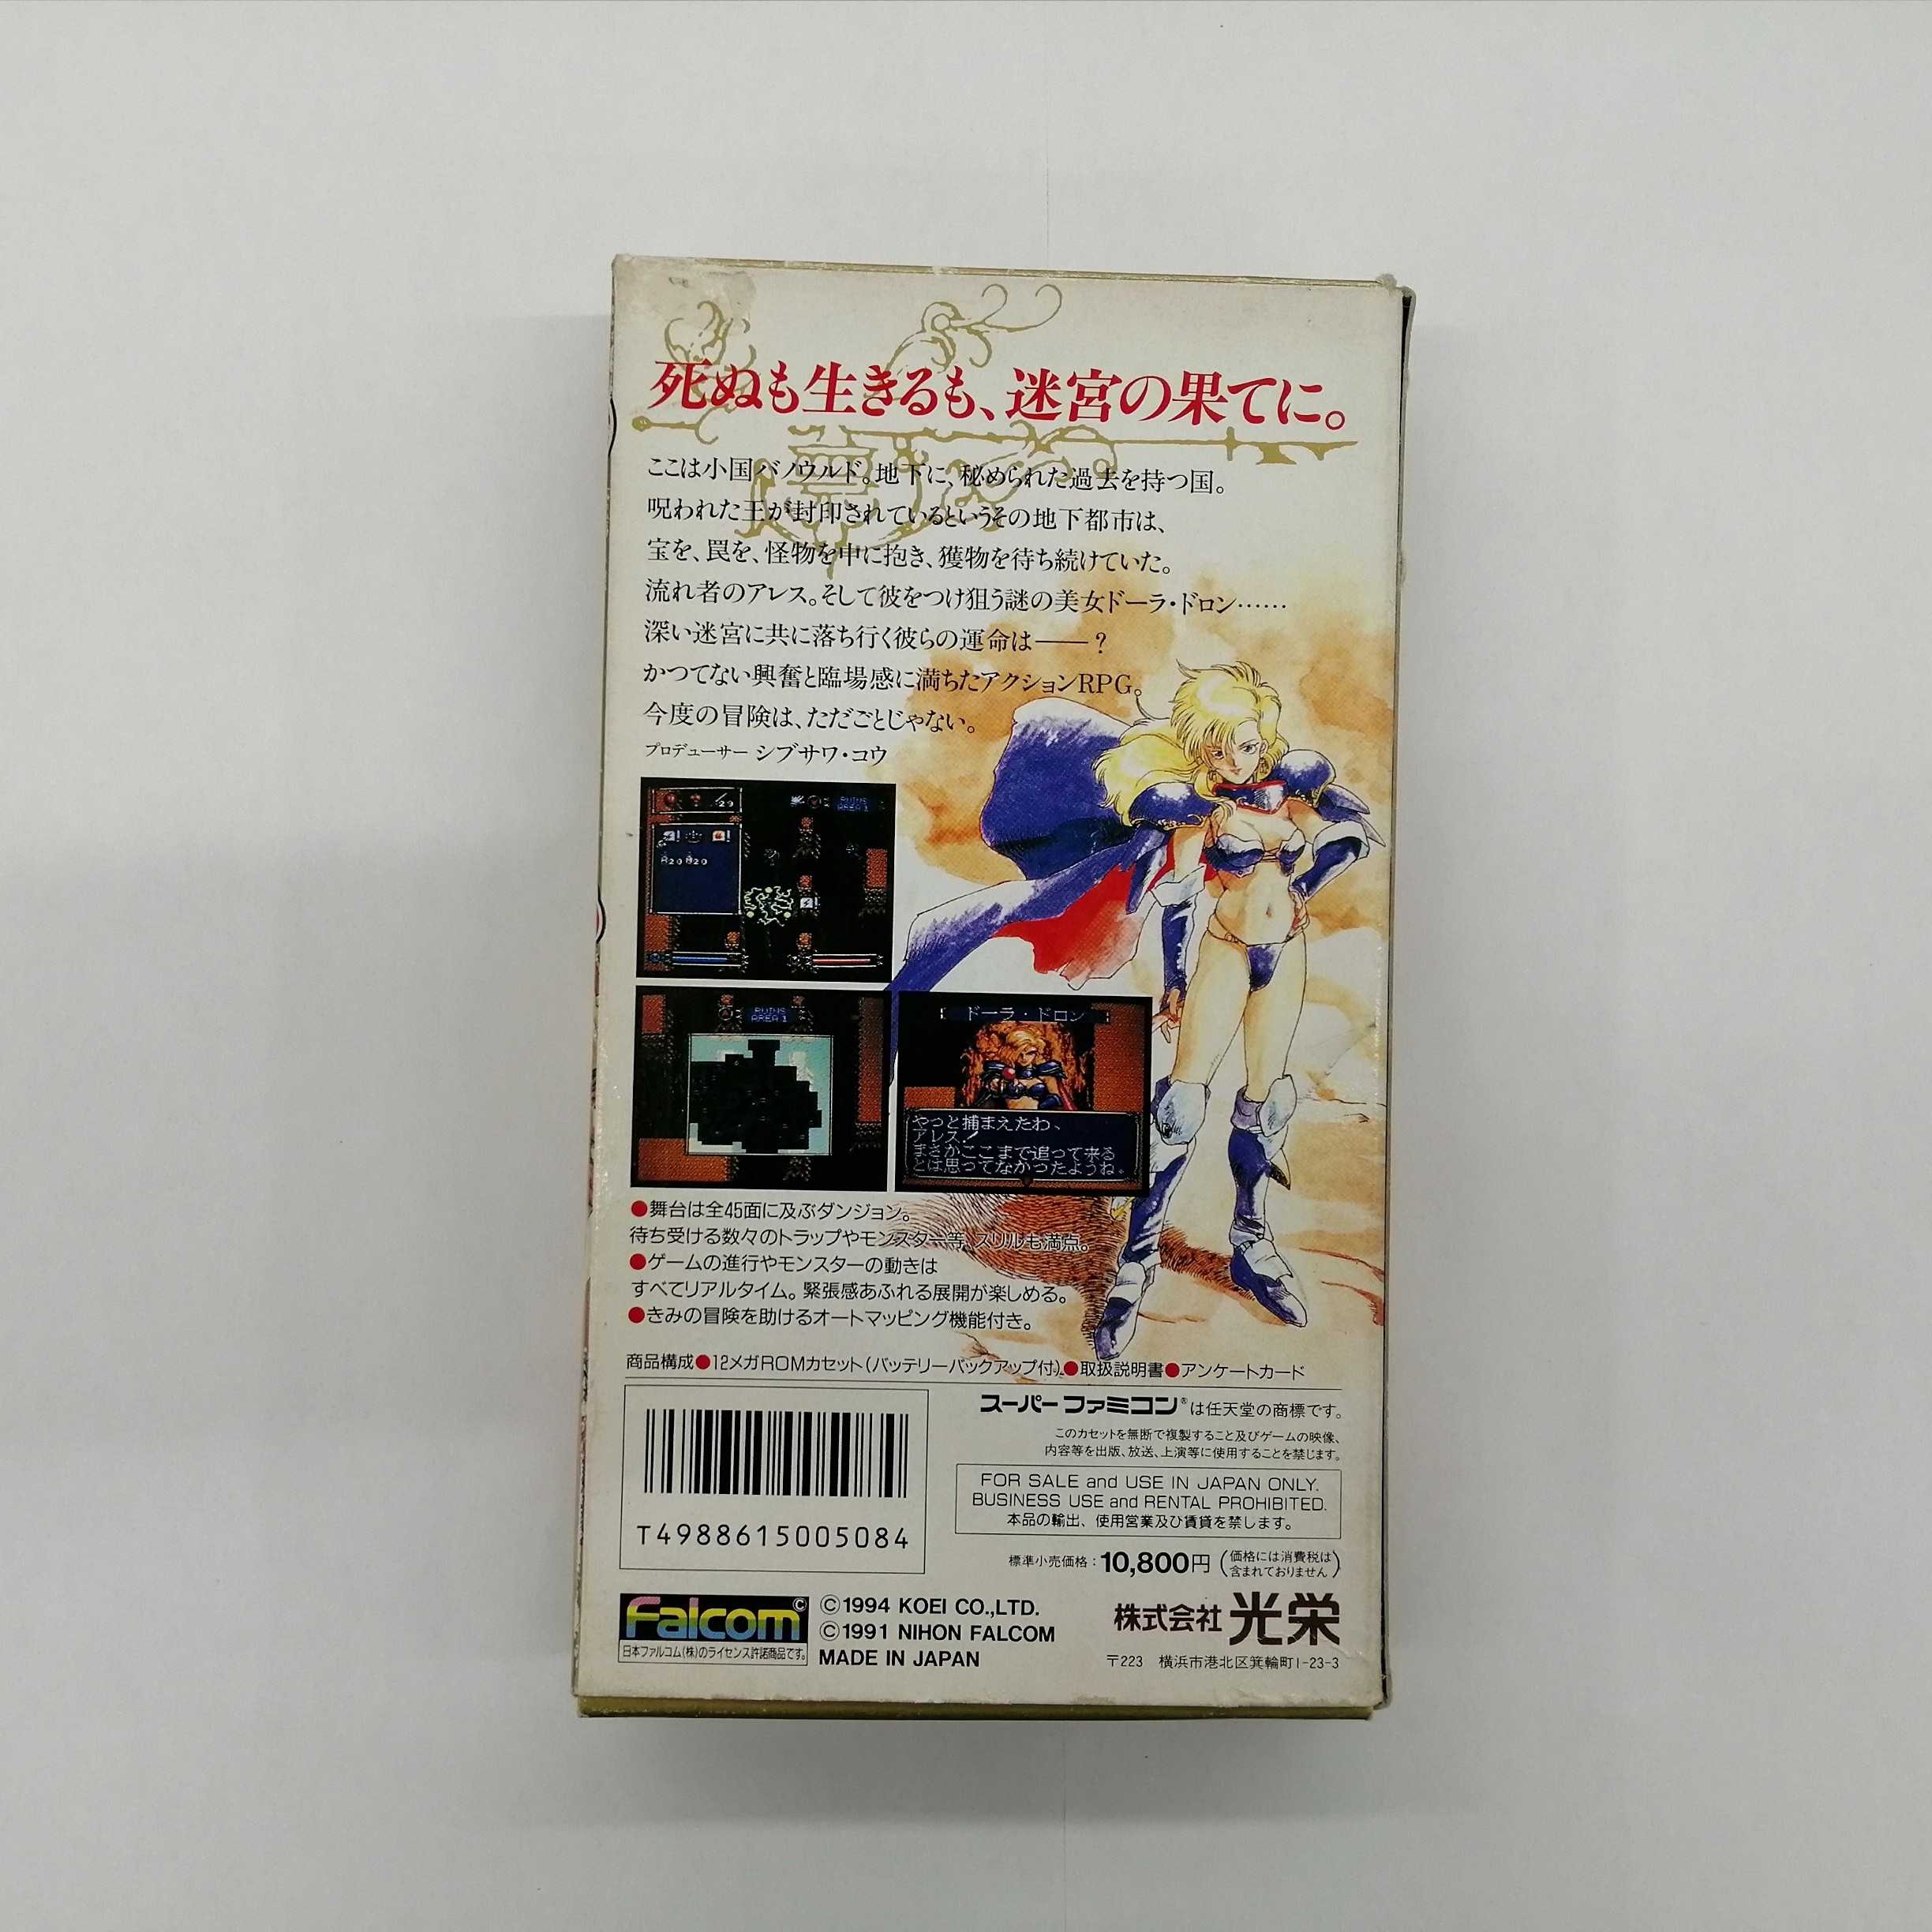 死ぬも生きるも、迷宮の果てに。
ここは小国バノウルド。地下に、秘められた過去を持つ国。
呪われた王が封印されているというその地下都市は、
宝を、罠を、怪物を中に抱き、獲物を待ち続けていた。
流れ者のアレス。そして彼をつけ狙う謎の美女ドーラ・ドロン……
深い迷宮に共に落ち行く彼らの運命は――?
かつてない興奮と臨場感に満ちたアクションRPG。
今度の冒険は、ただごとじゃない。
プロデューサー シブサワ・コウ
RUINS
AREA 1
RUINS
AREA 1
ドーラ・ドロン
やっと捕まえたわ、
アレス!
まさかここまで追って来る
とは思ってなかったようね。
●舞台は全45面に及ぶダンジョン。
待ち受ける数々のトラップやモンスター等、スリルも満点。
●ゲームの進行やモンスターの動きは
すべてリアルタイム。緊張感あふれる展開が楽しめる。
●きみの冒険を助けるオートマッピング機能付き。
商品構成●12メガROMカセット(バッテリーバックアップ付)●取扱説明書●アンケートカード
スーパーファミコン®は任天堂の商標です。
このカセットを無断で複製すること及びゲームの映像、
内容等を出版、放送、上演等に使用することを禁じます。
FOR SALE and USE IN JAPAN ONLY.
BUSINESS USE and RENTAL PROHIBITED.
本品の輸出、使用営業及び賃貸を禁じます。
T4988615005084
標準小売価格:10,800円(価格には消費税は
含まれておりません)
Falcom©
日本ファルコム(株)のライセンス許諾商品です。
©1994 KOEI CO.,LTD.
©1991 NIHON FALCOM
MADE IN JAPAN
株式会社 光栄
〒223 横浜市港北区箕輪町1-23-3